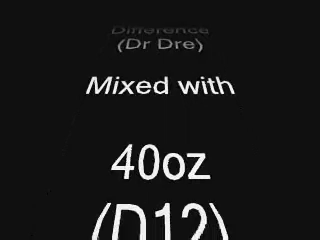 Difference
(Dr Dre)
Mixed with
40oz
(D12)